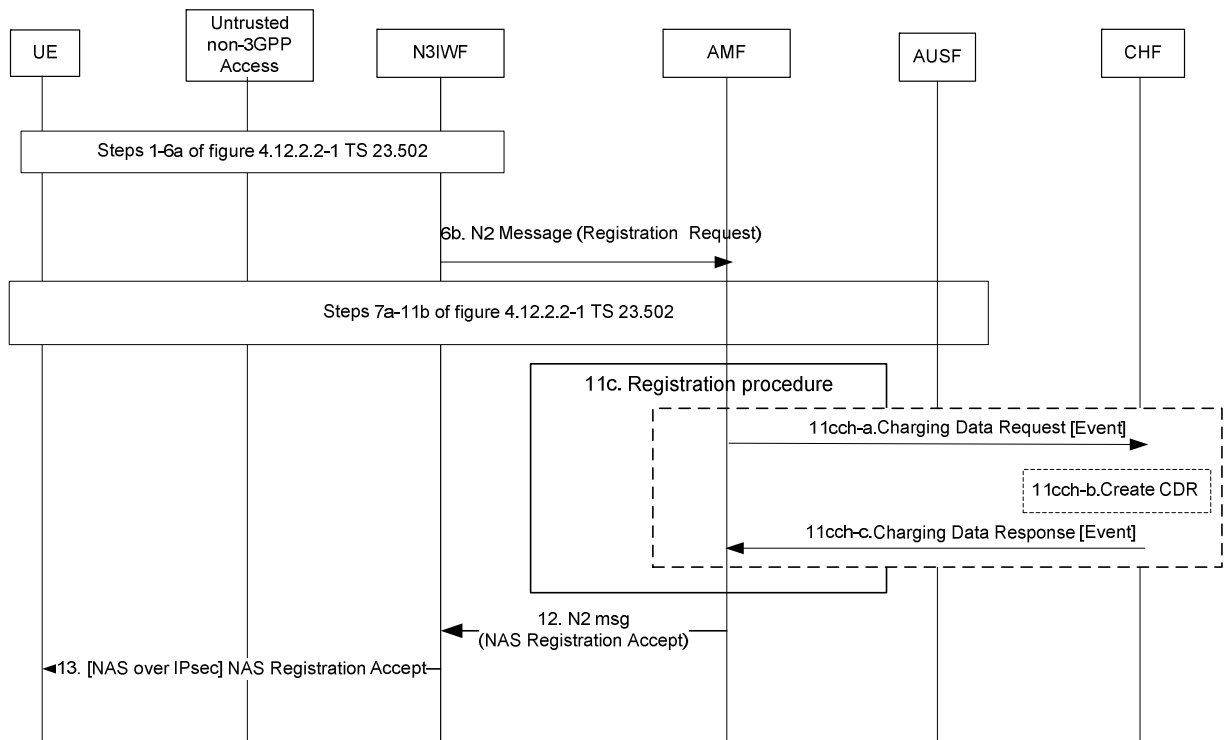 UE
Untrusted
non-3GPP
Access
N3IWF
AMF
AUSF
CHF
Steps 1-6a of figure 4.12.2.2-1 TS 23.502
6b. N2 Message (Registration Request)
Steps 7a-11b of figure 4.12.2.2-1 TS 23.502
11c. Registration procedure
11cch-a.Charging Data Request [Event]
11cch-b.Create CDR
11cch-c.Charging Data Response [Event]
12. N2 msg
(NAS Registration Accept)
13. [NAS over IPsec] NAS Registration Accept